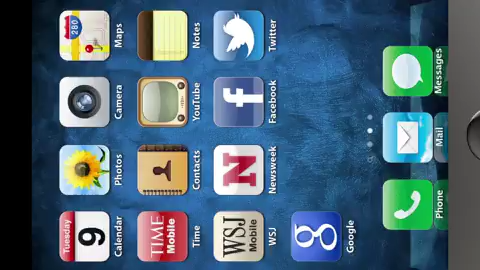 Tuesday
9
280
Calendar Photos Camera Maps
TIME
Mobile
Time Contacts YouTube Notes
WSJ
Mobile
N
f
WSJ Newsweek Facebook Twitter
g
Google
Phone Mail Messages